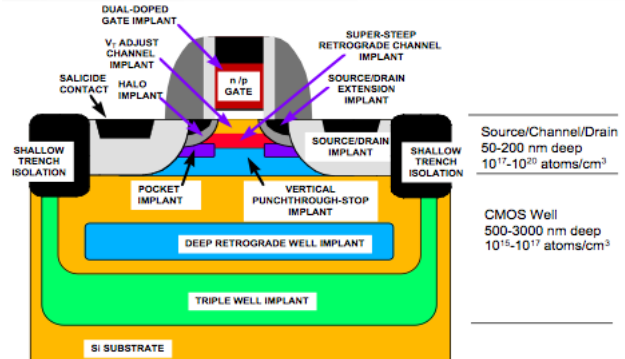 DUAL-DOPED
GATE IMPLANT
V_T ADJUST
CHANNEL
IMPLANT
SUPER-STEEP
RETROGRADE CHANNEL
IMPLANT
SALICIDE
CONTACT
HALO
IMPLANT
n /p
GATE
SOURCE/DRAIN
EXTENSION
IMPLANT
SHALLOW
TRENCH
ISOLATION
SOURCE/DRAIN
IMPLANT
SHALLOW
TRENCH
ISOLATION
Source/Channel/Drain
50-200 nm deep
10¹⁷-10²⁰ atoms/cm³
POCKET
IMPLANT
VERTICAL
PUNCHTHROUGH-STOP
IMPLANT
CMOS Well
500-3000 nm deep
10¹⁵-10¹⁷ atoms/cm³
DEEP RETROGRADE WELL IMPLANT
TRIPLE WELL IMPLANT
SI SUBSTRATE